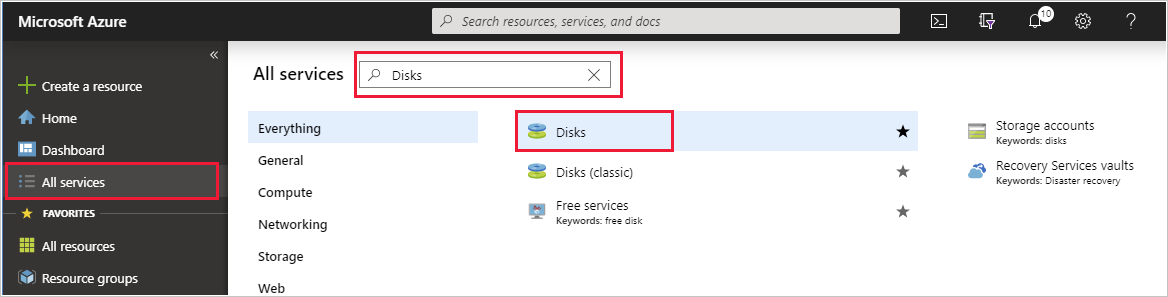 Microsoft Azure
Search resources, services, and docs
10
?
«
Create a resource
Home
Dashboard
All services
FAVORITES
All resources
Resource groups
All services
Disks
Everything
General
Compute
Networking
Storage
Web
Disks
Disks (classic)
Free services
Keywords: free disk
Storage accounts
Keywords: disks
Recovery Services vaults
Keywords: Disaster recovery